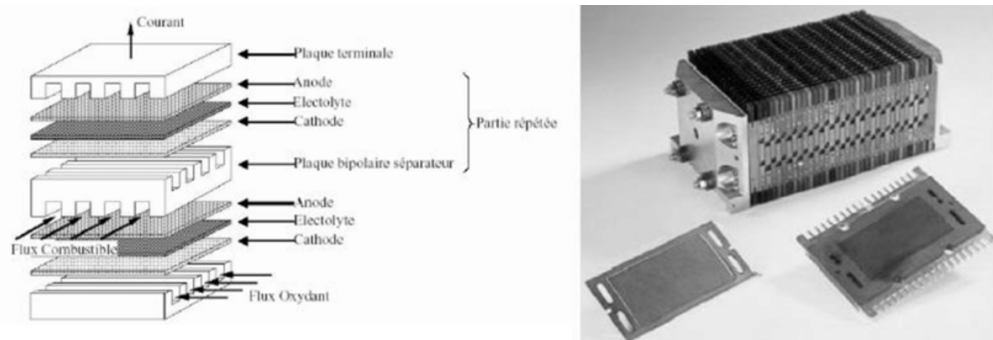 Courant
Plaque terminale
Anode
Electolyte
Cathode
Partie répétée
Plaque bipolaire séparateur
Anode
Electolyte
Cathode
Flux Combustible
Flux Oxydant